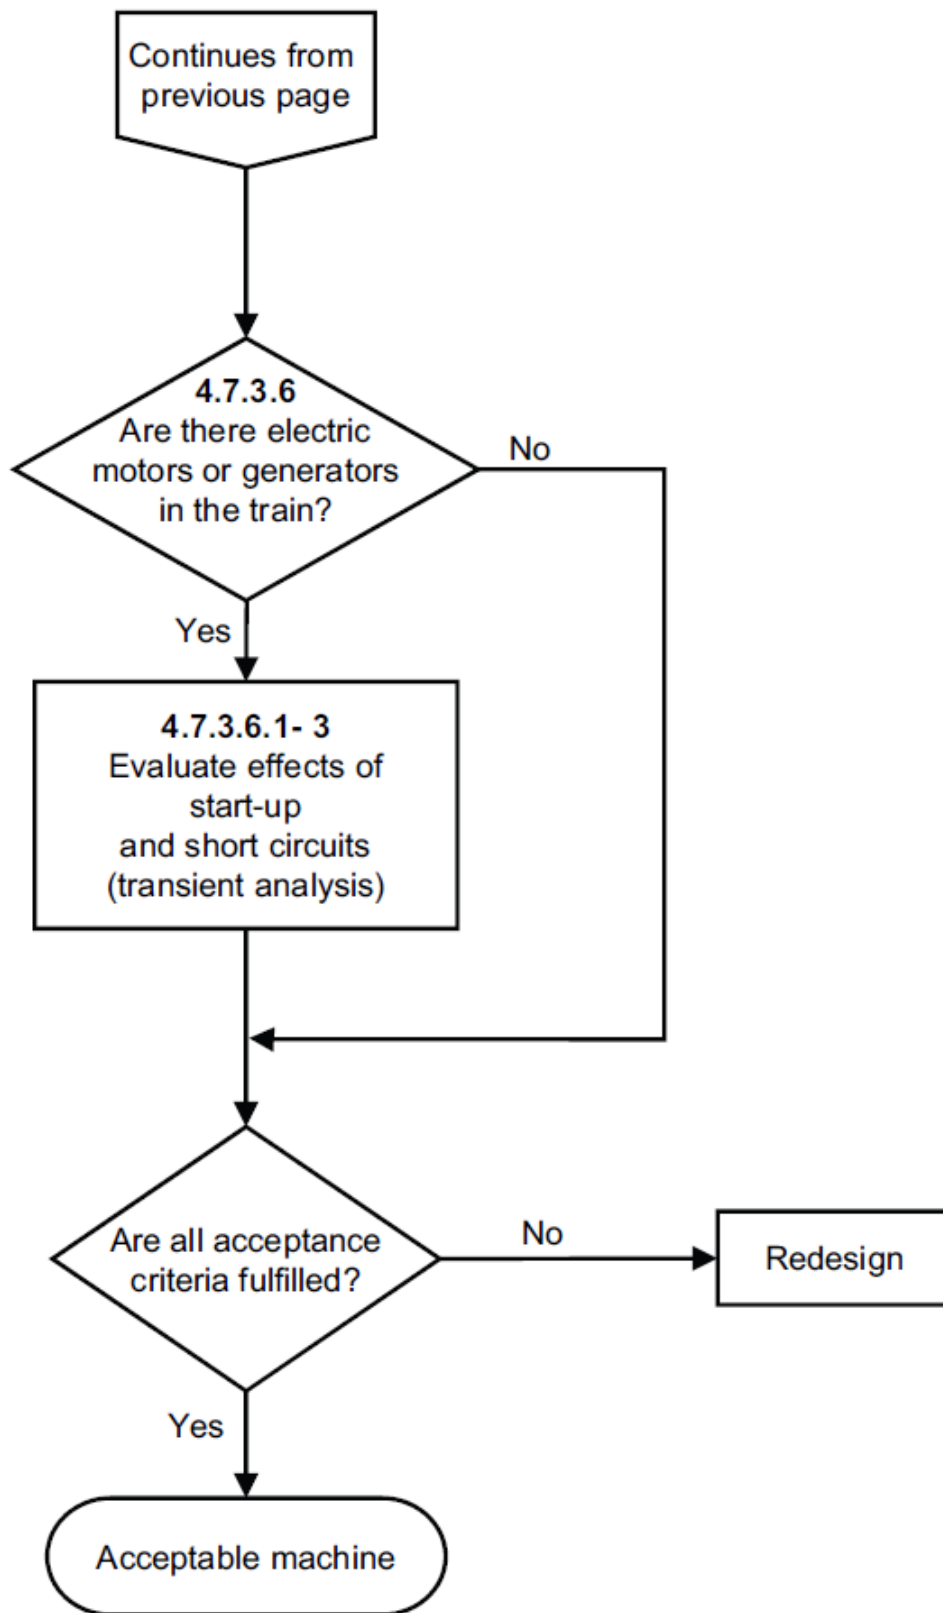 Continues from
previous page
4.7.3.6
Are there electric
motors or generators
in the train?
No
Yes
4.7.3.6.1- 3
Evaluate effects of
start-up
and short circuits
(transient analysis)
Are all acceptance
criteria fulfilled?
No
Redesign
Yes
Acceptable machine